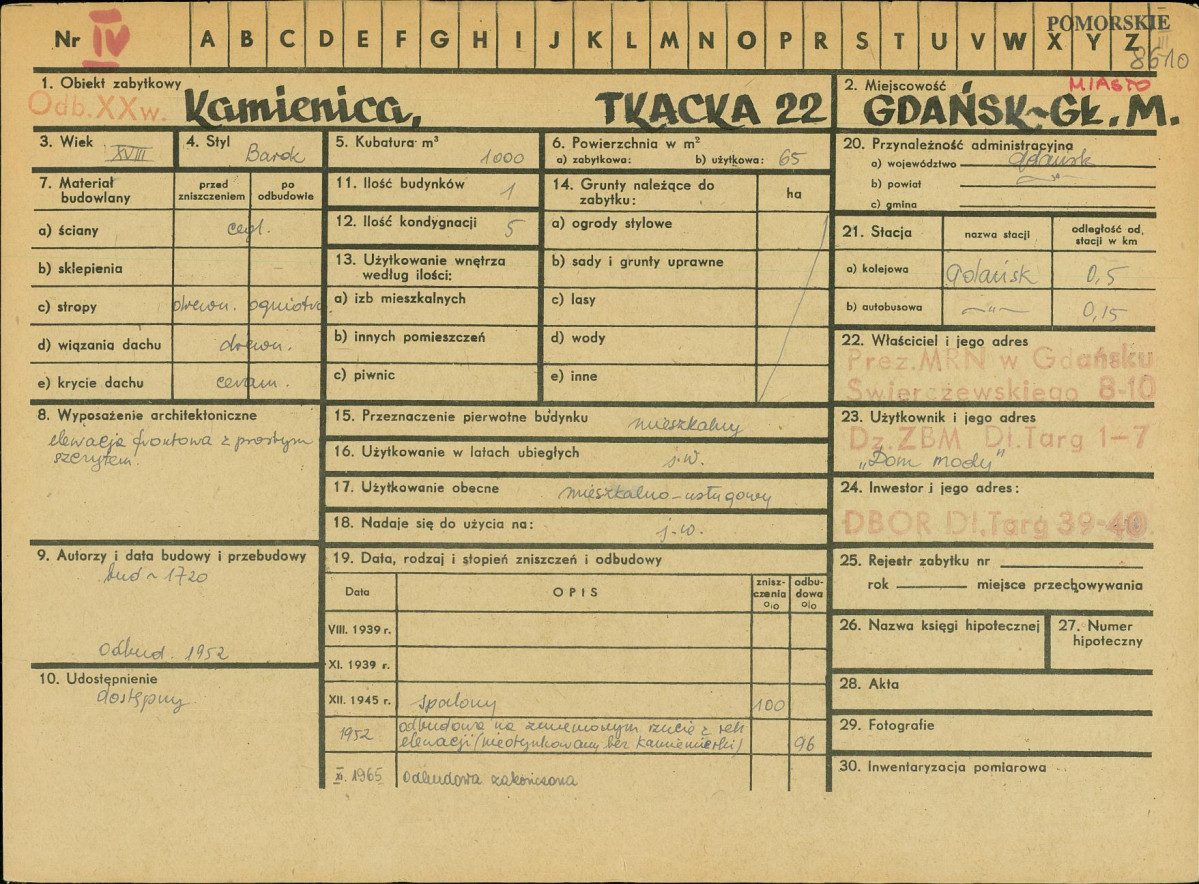 POMORSKIE
Nr IV A B C D E F G H I J K L M N O P R S T U V W X Y Z
8610
1. Obiekt zabytkowy
Odb.XXw.
Kamienica, TKACKA 22
2. Miejscowość MIASTO
GDAŃSK-GŁ.M.
3. Wiek XVIII
4. Styl Barok
5. Kubatura m³ 1000
6. Powierzchnia w m²
a) zabytkowa: b) użytkowa: 65
7. Materiał budowlany
przed zniszczeniem
po odbudowie
a) ściany cegl.
b) sklepienia
c) stropy drewn. ogniotrw.
d) wiązania dachu drewn.
e) krycie dachu ceram.
8. Wyposażenie architektoniczne
elewacja frontowa z prostym
szczytem.
9. Autorzy i data budowy i przebudowy
bud ~ 1720
odbud. 1952
10. Udostępnienie
dostępny
11. Ilość budynków 1
12. Ilość kondygnacji 5
13. Użytkowanie wnętrza
według ilości:
a) izb mieszkalnych
b) innych pomieszczeń
c) piwnic
14. Grunty należące do
zabytku:
ha
a) ogrody stylowe
b) sady i grunty uprawne
c) lasy
d) wody
e) inne
15. Przeznaczenie pierwotne budynku mieszkalny
16. Użytkowanie w latach ubiegłych j.w.
17. Użytkowanie obecne mieszkalno-usługowy
18. Nadaje się do użycia na: j.w.
19. Data, rodzaj i stopień zniszczeń i odbudowy
Data OPIS zniszczenia % odbudowa %
VIII. 1939 r.
XI. 1939 r.
XII. 1945 r. spalony 100
1952 odbudowa na zmienionym rzucie z rek
elewacji (nieotynkowany bez kamieniarki) 96
XI.1965 Odbudowa zakończona
20. Przynależność administracyjna
a) województwo Gdańsk
b) powiat —"—
c) gmina
21. Stacja
nazwa stacji
odległość od stacji w km
a) kolejowa Gdańsk 0,5
b) autobusowa —"— 0,15
22. Właściciel i jego adres
Prez.MRN w Gdańsku
Świerczewskiego 8-10
23. Użytkownik i jego adres
Dz.ZBM Dł.Targ 1-7
"Dom mody"
24. Inwestor i jego adres:
DBOR Dł.Targ 39-40
25. Rejestr zabytku nr
rok miejsce przechowywania
26. Nazwa księgi hipotecznej
27. Numer
hipoteczny
28. Akta
29. Fotografie
30. Inwentaryzacja pomiarowa